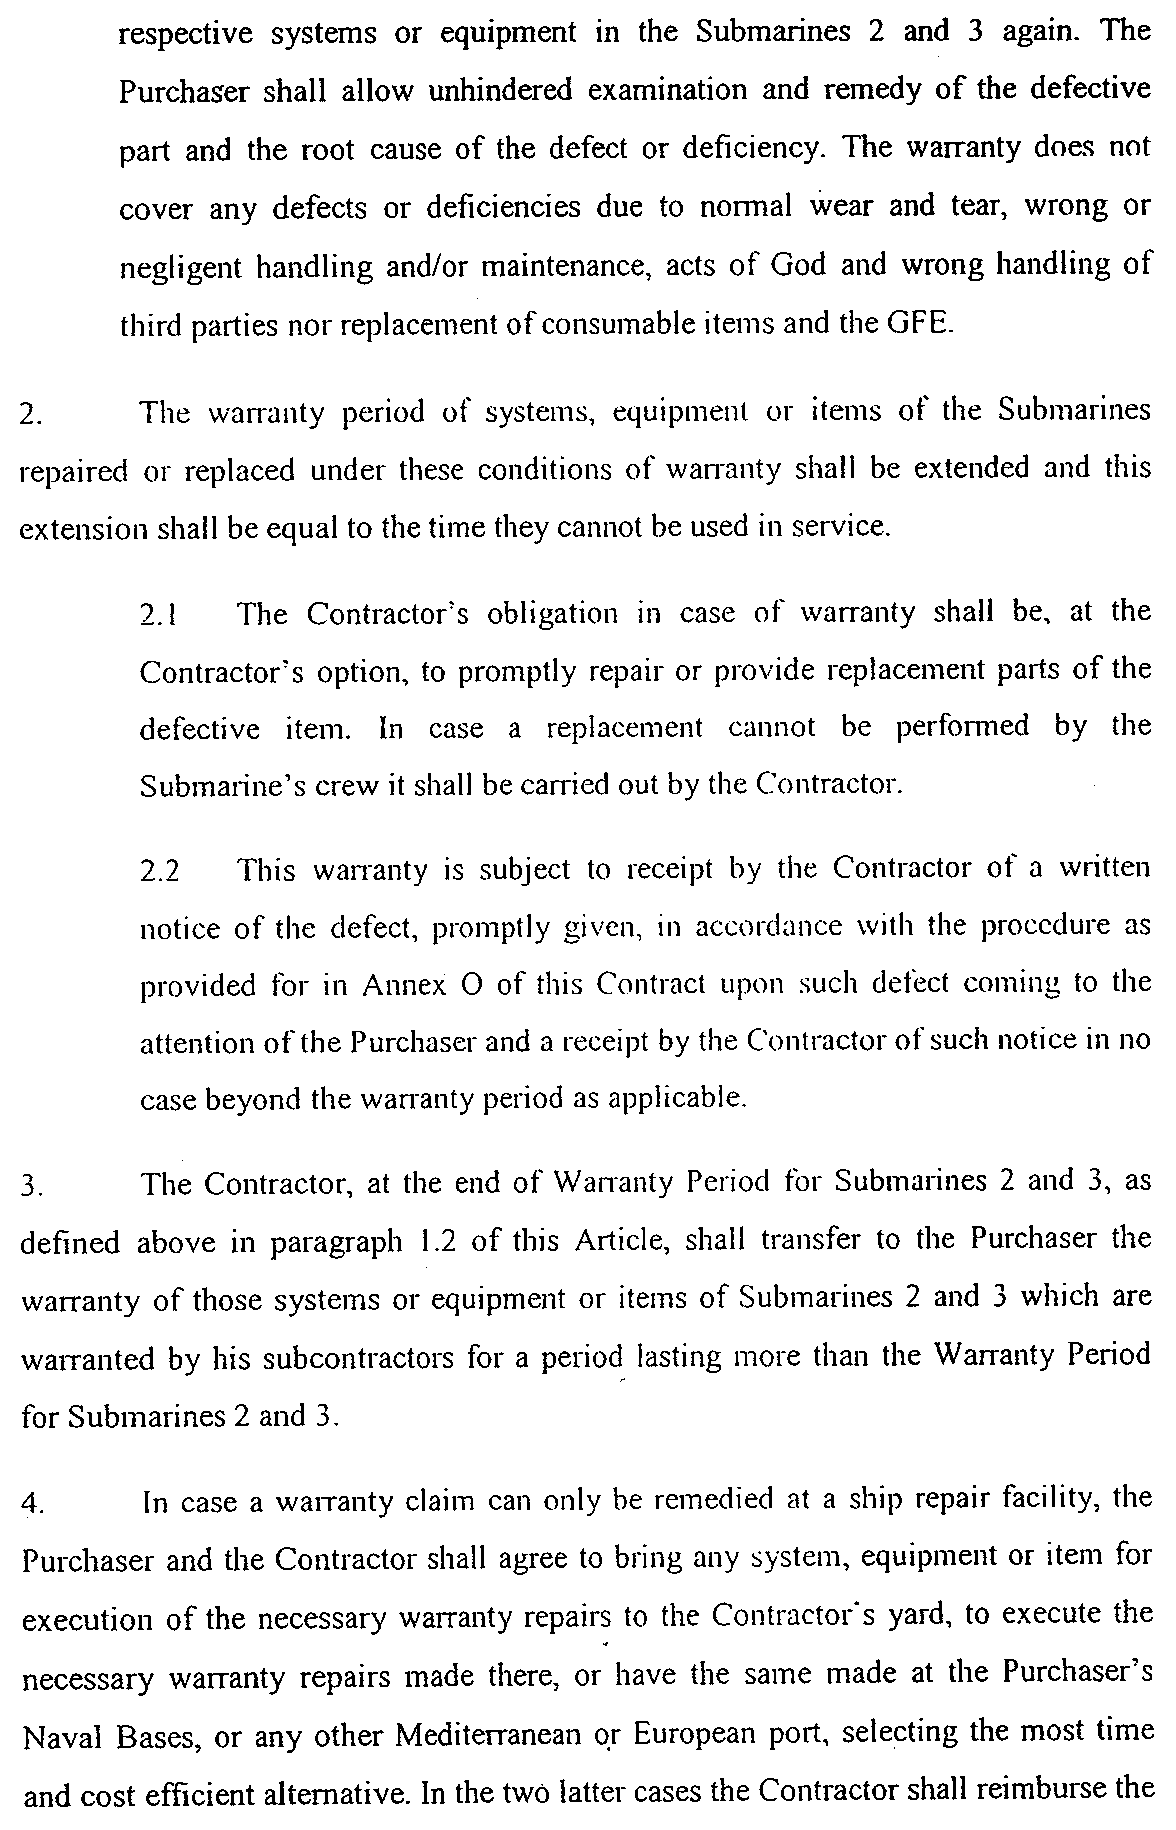 respective systems or equipment in the Submarines 2 and 3 again. The
Purchaser shall allow unhindered examination and remedy of the defective
part and the root cause of the defect or deficiency. The warranty does not
cover any defects or deficiencies due to normal wear and tear, wrong or
negligent handling and/or maintenance, acts of God and wrong handling of
third parties nor replacement of consumable items and the GFE.
2. The warranty period of systems, equipment or items of the Submarines
repaired or replaced under these conditions of warranty shall be extended and this
extension shall be equal to the time they cannot be used in service.
2.1 The Contractor's obligation in case of warranty shall be, at the
Contractor's option, to promptly repair or provide replacement parts of the
defective item. In case a replacement cannot be performed by the
Submarine's crew it shall be carried out by the Contractor.
2.2 This warranty is subject to receipt by the Contractor of a written
notice of the defect, promptly given, in accordance with the procedure as
provided for in Annex O of this Contract upon such defect coming to the
attention of the Purchaser and a receipt by the Contractor of such notice in no
case beyond the warranty period as applicable.
3. The Contractor, at the end of Warranty Period for Submarines 2 and 3, as
defined above in paragraph 1.2 of this Article, shall transfer to the Purchaser the
warranty of those systems or equipment or items of Submarines 2 and 3 which are
warranted by his subcontractors for a period lasting more than the Warranty Period
for Submarines 2 and 3.
4. In case a warranty claim can only be remedied at a ship repair facility, the
Purchaser and the Contractor shall agree to bring any system, equipment or item for
execution of the necessary warranty repairs to the Contractor's yard, to execute the
necessary warranty repairs made there, or have the same made at the Purchaser's
Naval Bases, or any other Mediterranean or European port, selecting the most time
and cost efficient alternative. In the two latter cases the Contractor shall reimburse the